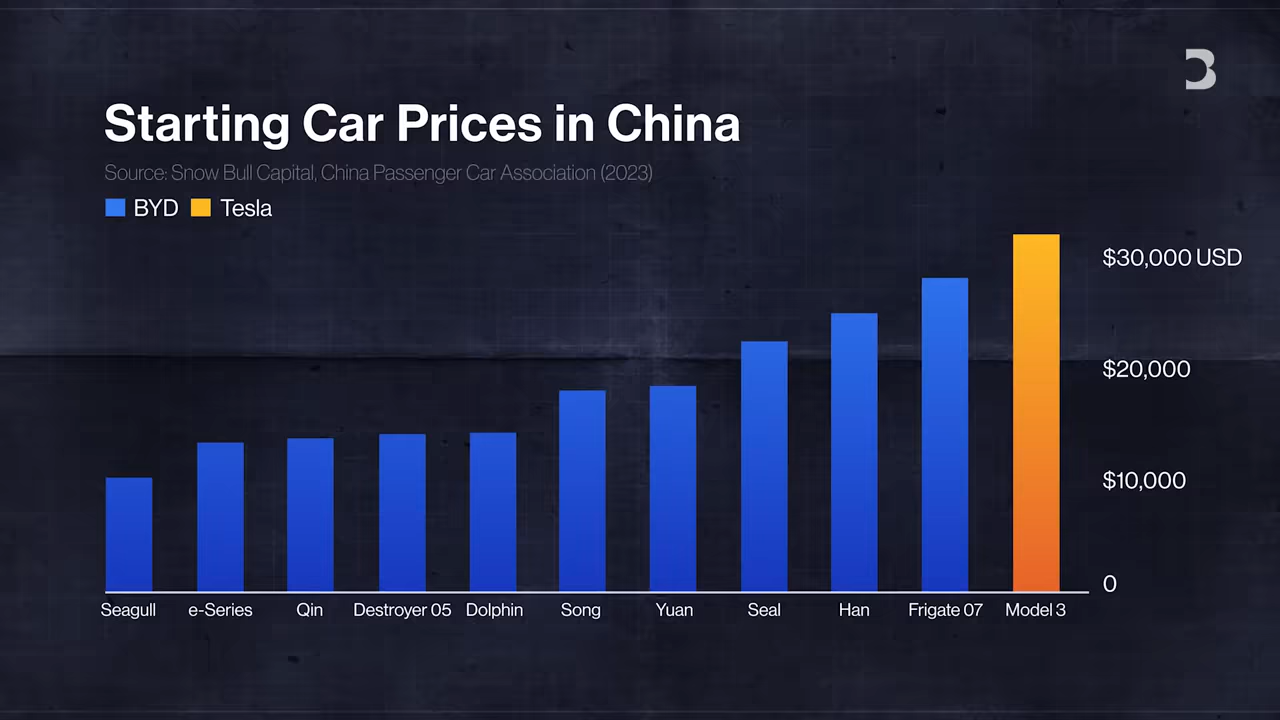 Starting Car Prices in China
Source: Snow Bull Capital, China Passenger Car Association (2023)
BYD Tesla
$30,000 USD
$20,000
$10,000
0
Seagull e-Series Qin Destroyer 05 Dolphin Song Yuan Seal Han Frigate 07 Model 3